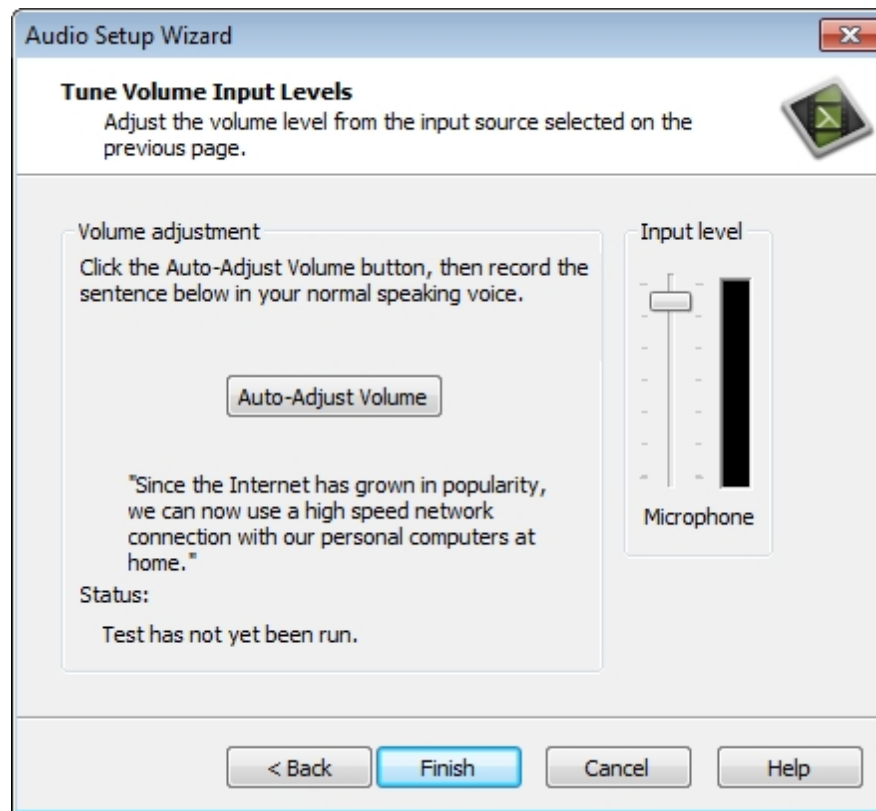 Audio Setup Wizard
Tune Volume Input Levels
Adjust the volume level from the input source selected on the
previous page.
Volume adjustment
Click the Auto-Adjust Volume button, then record the
sentence below in your normal speaking voice.
Auto-Adjust Volume
"Since the Internet has grown in popularity,
we can now use a high speed network
connection with our personal computers at
home."
Status:
Test has not yet been run.
Input level
Microphone
< Back
Finish
Cancel
Help